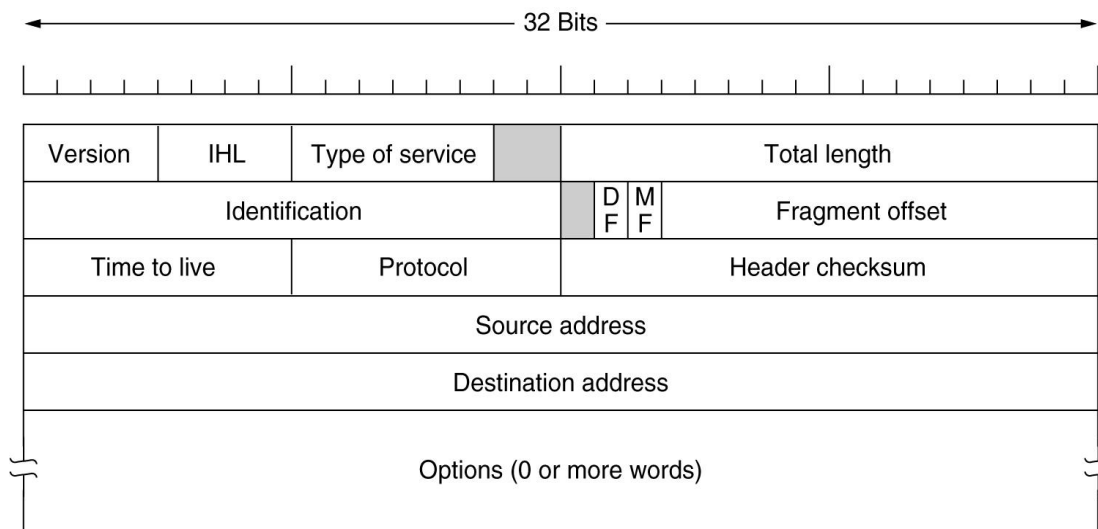 32 Bits
Version IHL Type of service Total length
Identification D F M F Fragment offset
Time to live Protocol Header checksum
Source address
Destination address
Options (0 or more words)